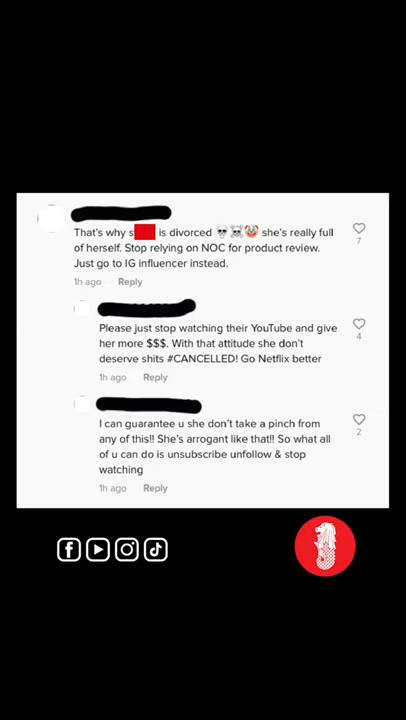 That's why s is divorced 💀☠️🤡 she's really full
of herself. Stop relying on NOC for product review.
Just go to IG influencer instead.
7
1h ago Reply
Please just stop watching their YouTube and give
her more $$$. With that attitude she don't
deserve shits #CANCELLED! Go Netflix better
4
1h ago Reply
I can guarantee u she don't take a pinch from
any of this!! She's arrogant like that!! So what all
of u can do is unsubscribe unfollow & stop
watching
2
1h ago Reply